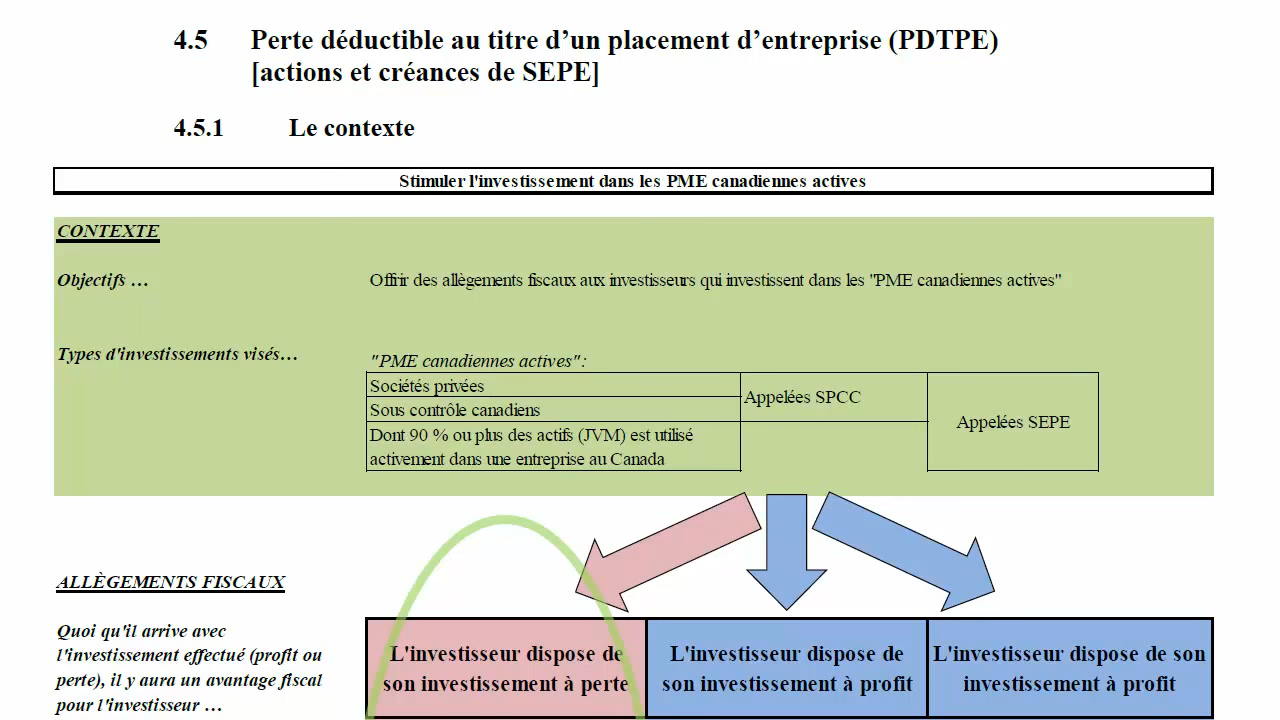 4.5 Perte déductible au titre d’un placement d’entreprise (PDTPE)
[actions et créances de SEPE]
4.5.1 Le contexte
Stimuler l'investissement dans les PME canadiennes actives
CONTEXTE
Objectifs …
Offrir des allègements fiscaux aux investisseurs qui investissent dans les "PME canadiennes actives"
Types d'investissements visés…
"PME canadiennes actives":
Sociétés privées
Sous contrôle canadiens
Appelées SPCC
Dont 90 % ou plus des actifs (JVM) est utilisé
activement dans une entreprise au Canada
Appelées SEPE
ALLÈGEMENTS FISCAUX
Quoi qu'il arrive avec
l'investissement effectué (profit ou
perte), il y aura un avantage fiscal
pour l'investisseur …
L'investisseur dispose de
son investissement à perte
L'investisseur dispose de
son investissement à profit
L'investisseur dispose de son
investissement à profit